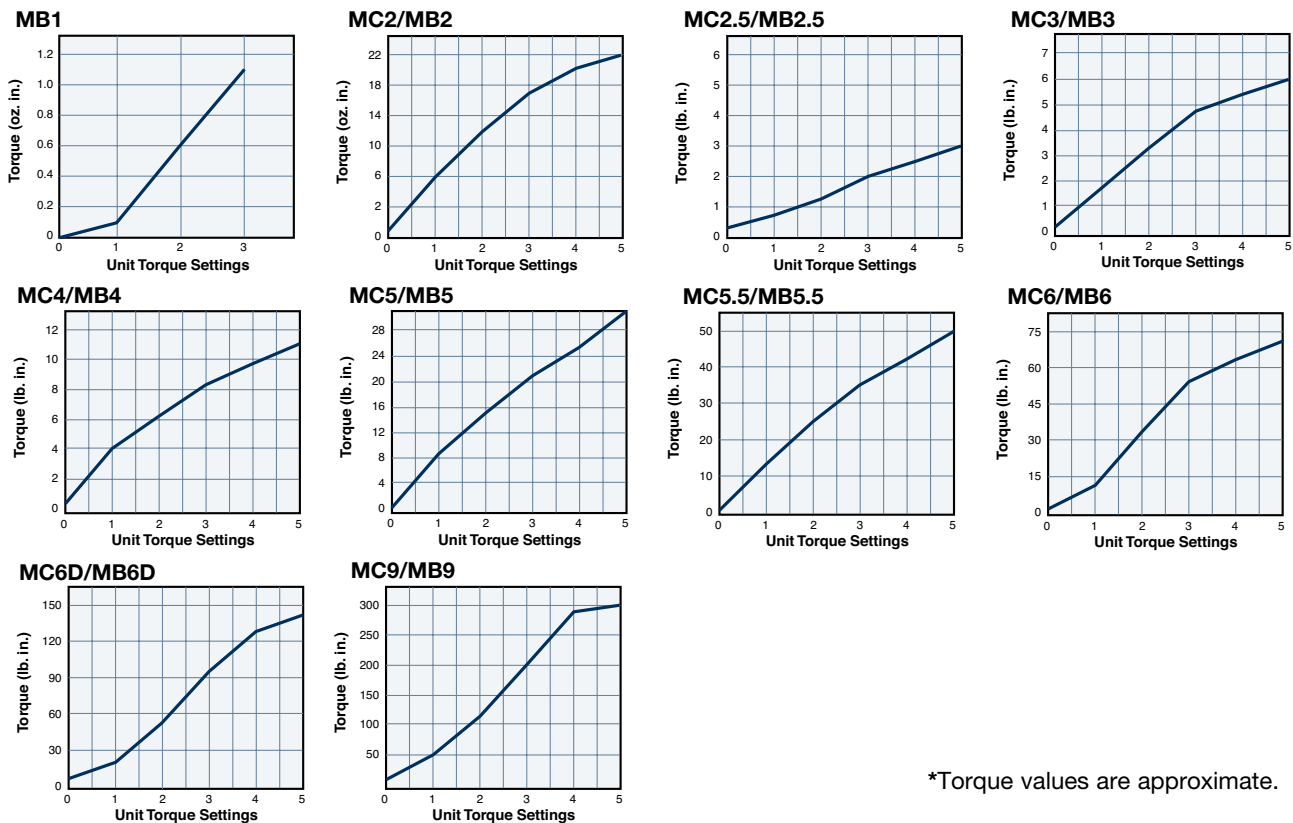 MB1
Torque (oz. in.)
1.2
1.0
0.8
0.6
0.4
0.2
0
0 1 2 3
Unit Torque Settings
MC2/MB2
Torque (oz. in.)
22
18
14
10
6
2
0
0 1 2 3 4 5
Unit Torque Settings
MC2.5/MB2.5
Torque (lb. in.)
6
5
4
3
2
1
0
0 1 2 3 4 5
Unit Torque Settings
MC3/MB3
Torque (lb. in.)
7
6
5
4
3
2
1
0
0 1 2 3 4 5
Unit Torque Settings
MC4/MB4
Torque (lb. in.)
12
10
8
6
4
2
0
0 1 2 3 4 5
Unit Torque Settings
MC5/MB5
Torque (lb. in.)
28
24
20
16
12
8
4
0
0 1 2 3 4 5
Unit Torque Settings
MC5.5/MB5.5
Torque (lb. in.)
50
40
30
20
10
0
0 1 2 3 4 5
Unit Torque Settings
MC6/MB6
Torque (lb. in.)
75
60
45
30
15
0
0 1 2 3 4 5
Unit Torque Settings
MC6D/MB6D
Torque (lb. in.)
150
120
90
60
30
0
0 1 2 3 4 5
Unit Torque Settings
MC9/MB9
Torque (lb. in.)
300
250
200
150
100
50
0 1 2 3 4 5
Unit Torque Settings
*Torque values are approximate.